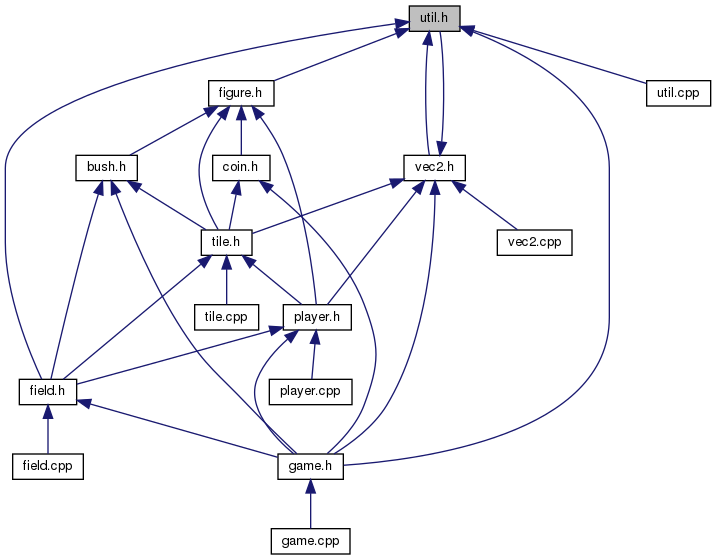 util.h
figure.h
util.cpp
bush.h
coin.h
vec2.h
tile.h
vec2.cpp
tile.cpp
player.h
field.h
player.cpp
field.cpp
game.h
game.cpp